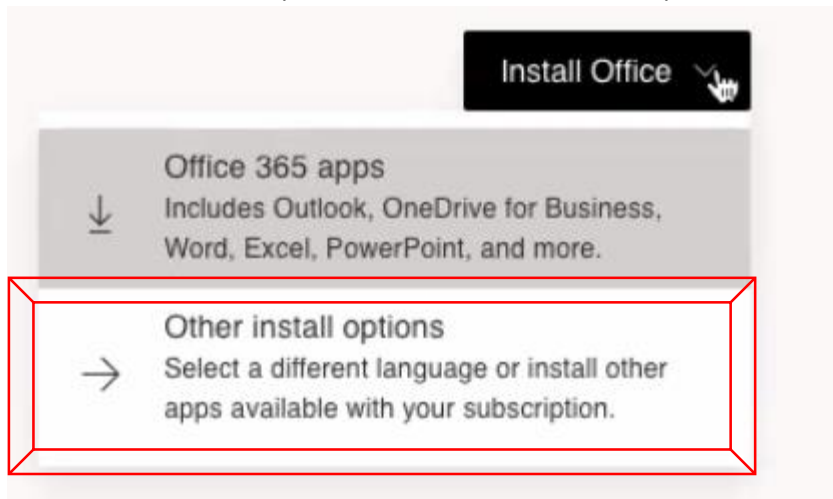 Install Office
Office 365 apps
Includes Outlook, OneDrive for Business,
Word, Excel, PowerPoint, and more.
Other install options
Select a different language or install other
apps available with your subscription.